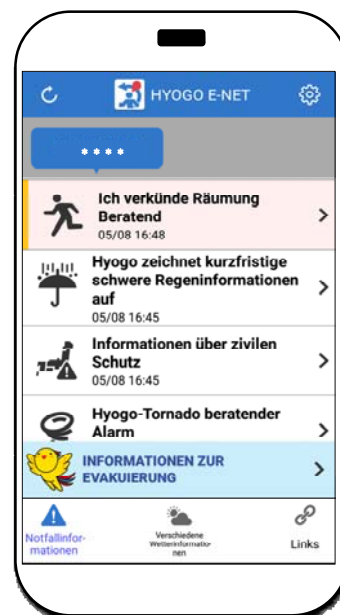 HYOGO E-NET
****
Ich verkünde Räumung
Beratend
05/08 16:48
Hyogo zeichnet kurzfristige
schwere Regeninformationen
auf
05/08 16:45
Informationen über zivilen
Schutz
05/08 16:45
Hyogo-Tornado beratender
Alarm
INFORMATIONEN ZUR
EVAKUIERUNG
Notfallinfor-
mationen
Verschiedene
Wetterinformatio-
nen
Links